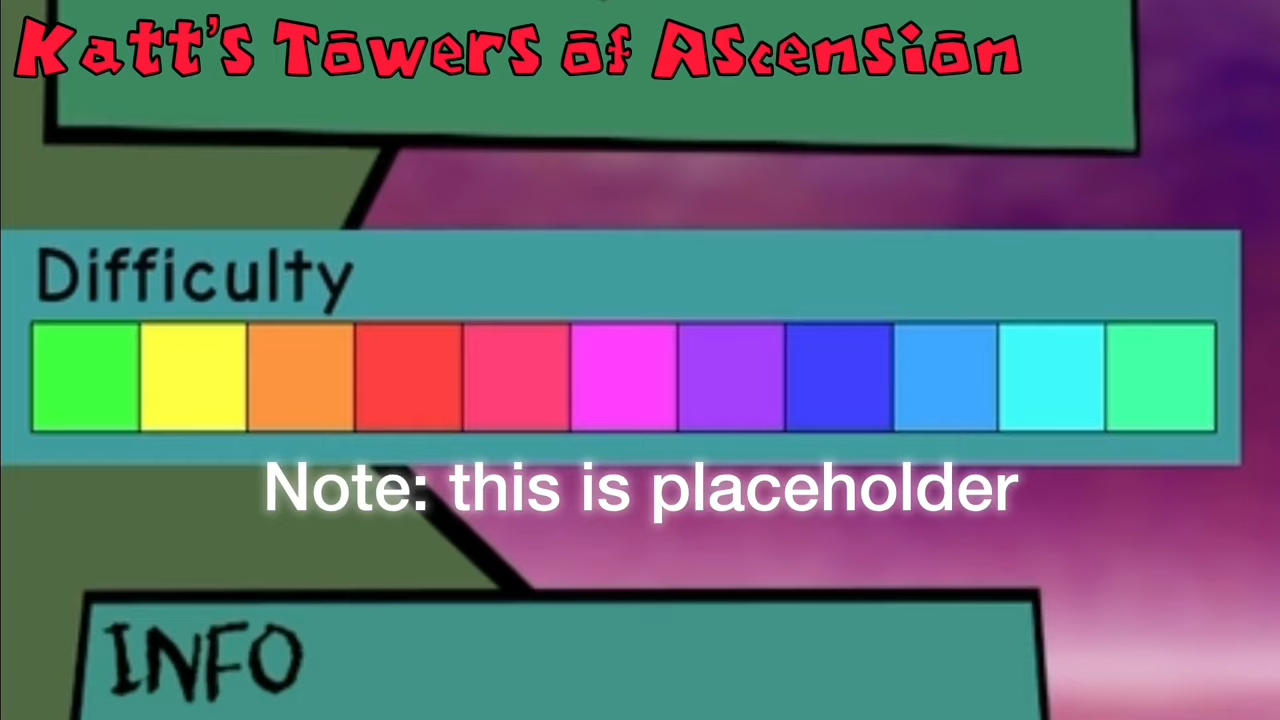 Katt's Towers of Ascension
Difficulty
Note: this is placeholder
INFO